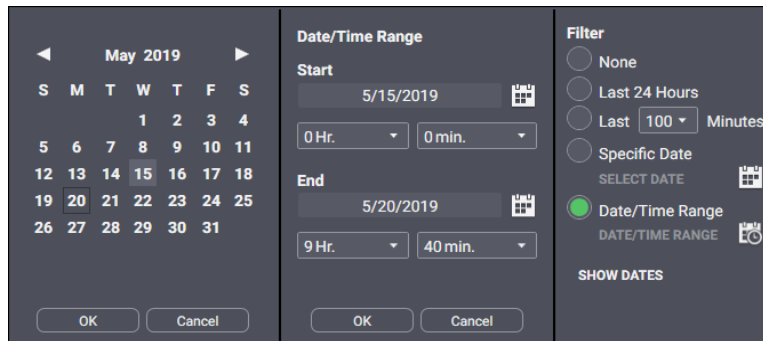 May 2019
S M T W T F S
1 2 3 4
5 6 7 8 9 10 11
12 13 14 15 16 17 18
19 20 21 22 23 24 25
26 27 28 29 30 31
OK Cancel
Date/Time Range
Start
5/15/2019
0 Hr. 0 min.
End
5/20/2019
9 Hr. 40 min.
OK Cancel
Filter
None
Last 24 Hours
Last 100 Minutes
Specific Date
SELECT DATE
Date/Time Range
DATE/TIME RANGE
SHOW DATES